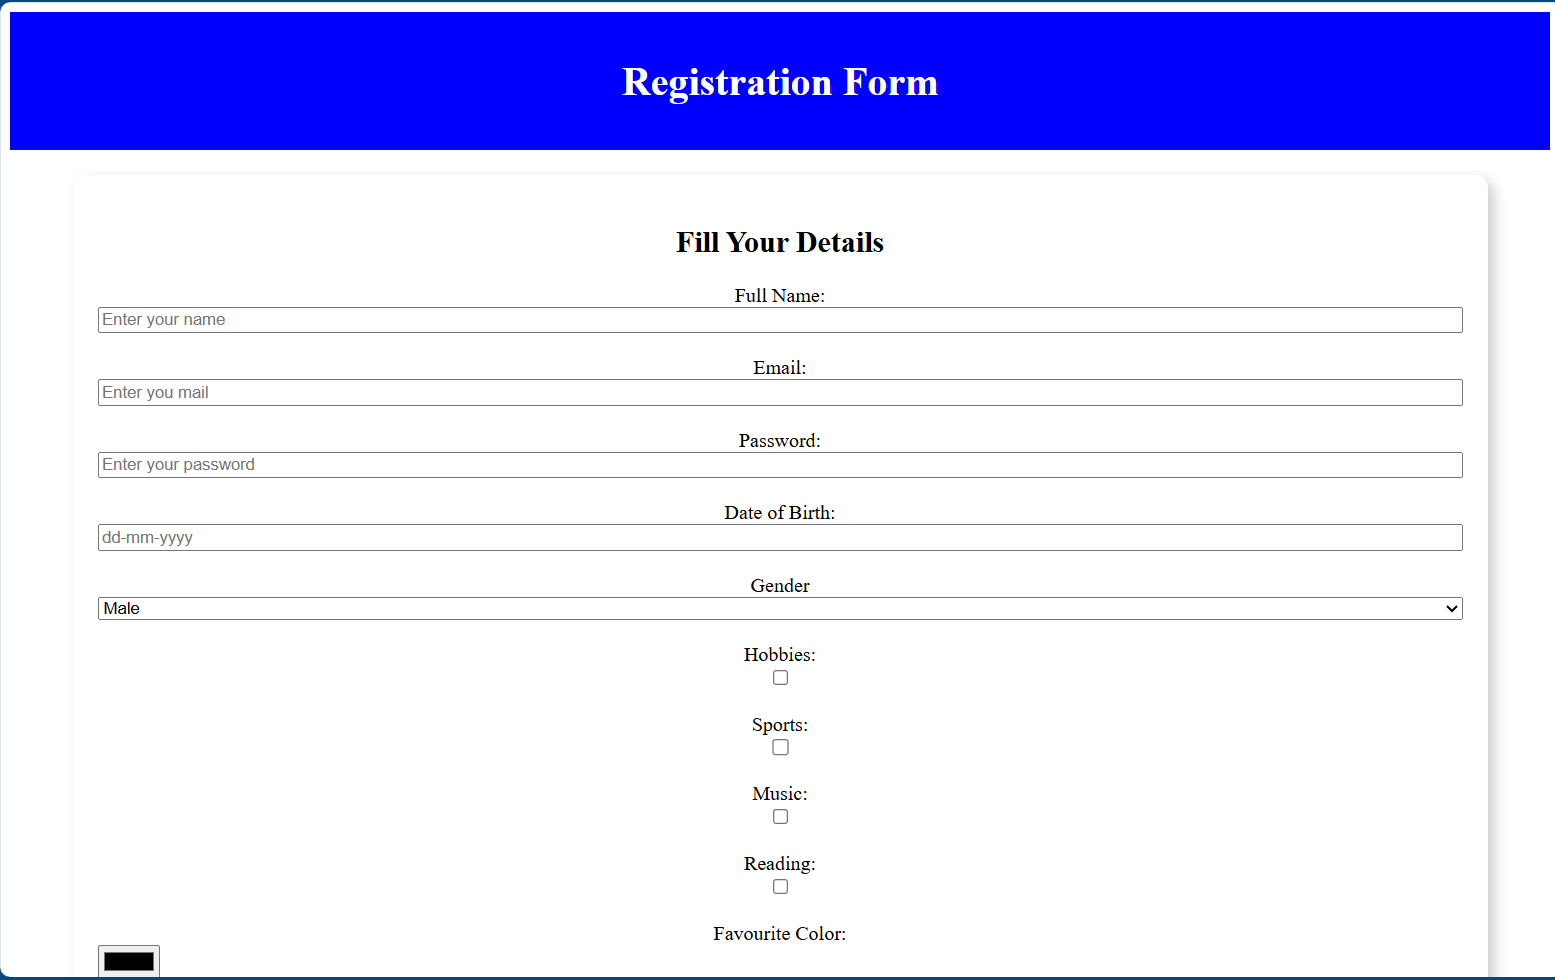 Registration Form
Fill Your Details
Full Name:
Enter your name
Email:
Enter you mail
Password:
Enter your password
Date of Birth:
dd-mm-yyyy
Gender
Male
Hobbies:
Sports:
Music:
Reading:
Favourite Color: